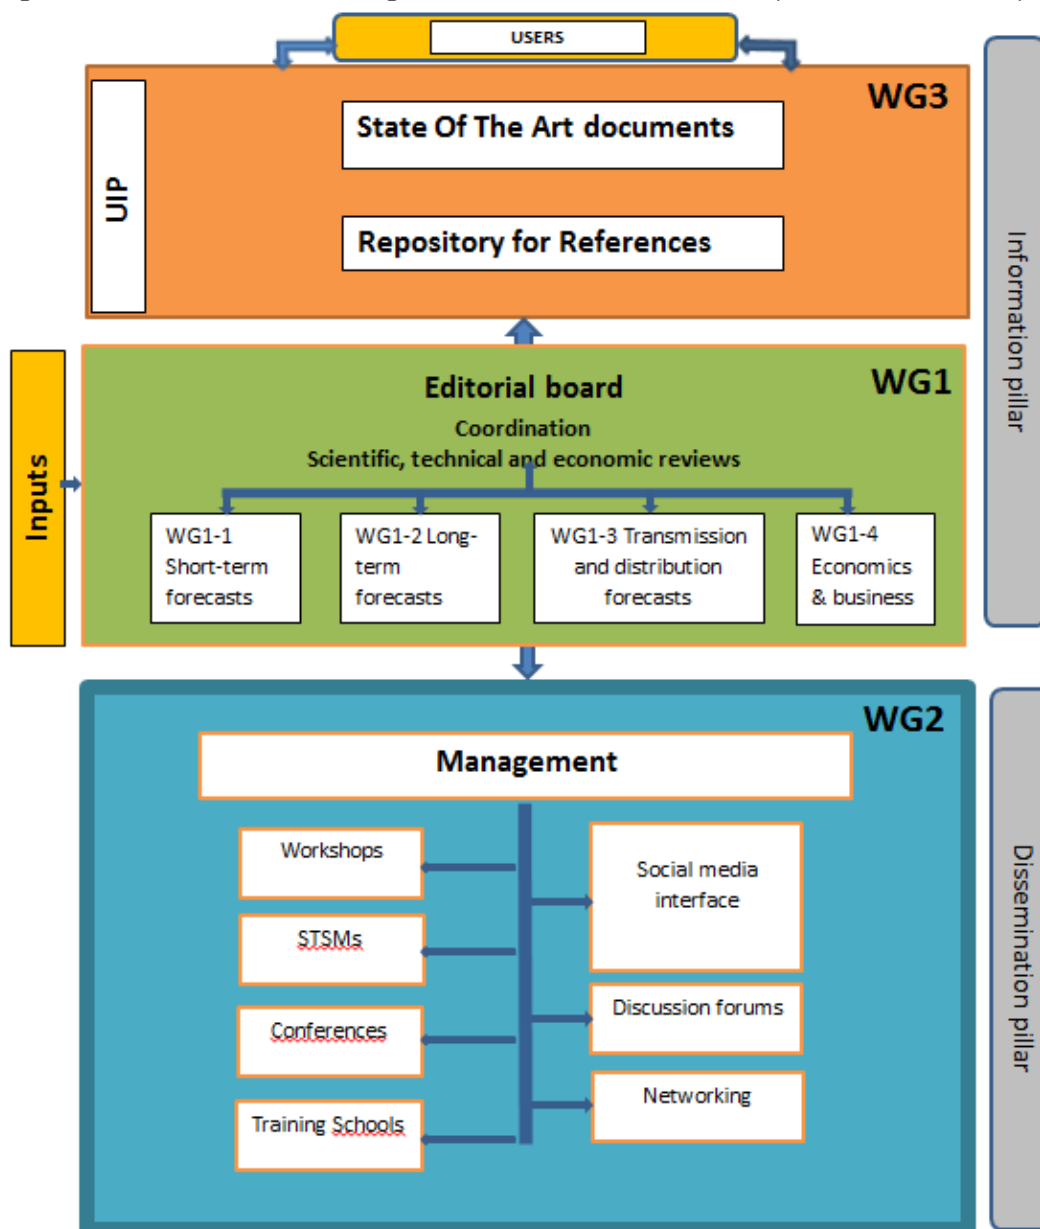 USERS
WG3
State Of The Art documents
UIP
Repository for References
Information pillar
WG1
Editorial board
Coordination
Scientific, technical and economic reviews
Inputs
WG1-1
Short-term
forecasts
WG1-2 Long-
term
forecasts
WG1-3 Transmission
and distribution
forecasts
WG1-4
Economics
& business
WG2
Management
Workshops
Social media
interface
STSMs
Discussion forums
Conferences
Networking
Training Schools
Dissemination pillar